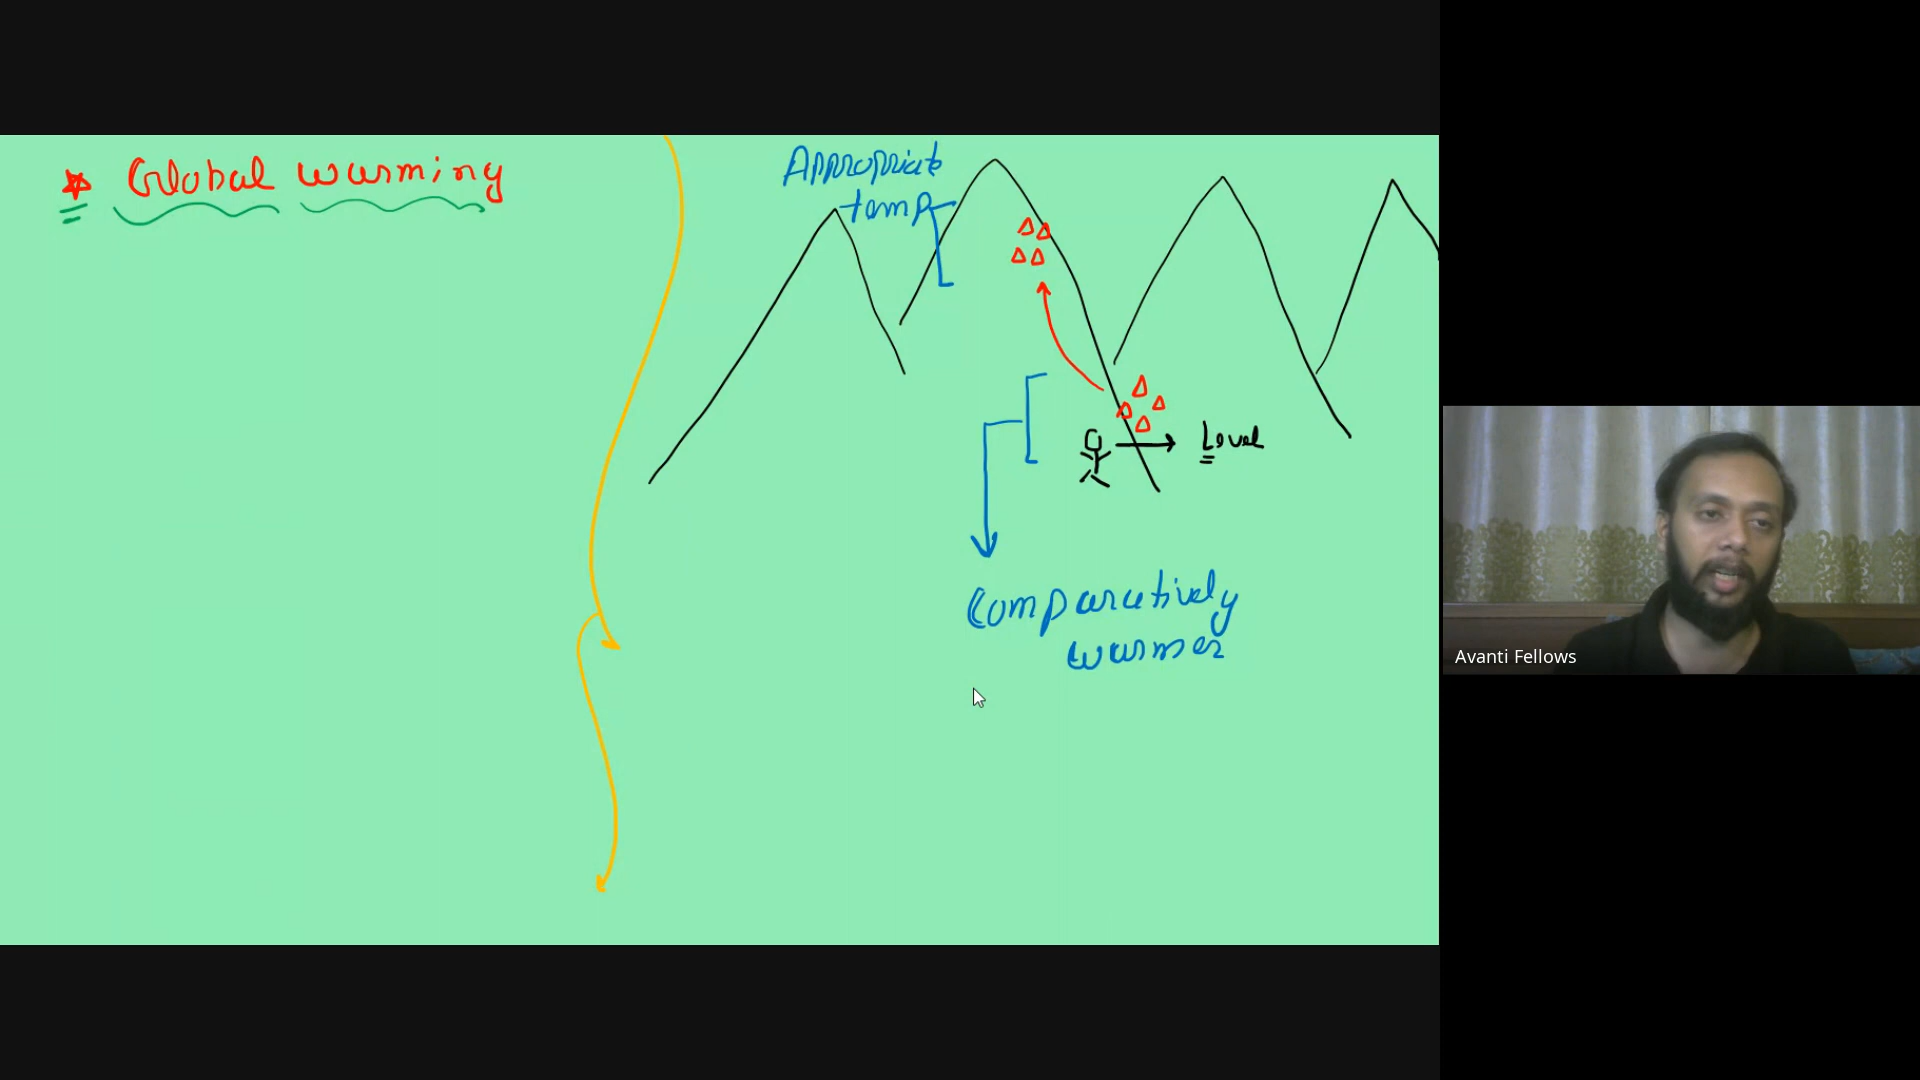 Global warming
Appropriate
temp
Level
Comparatively
warmer
Avanti Fellows